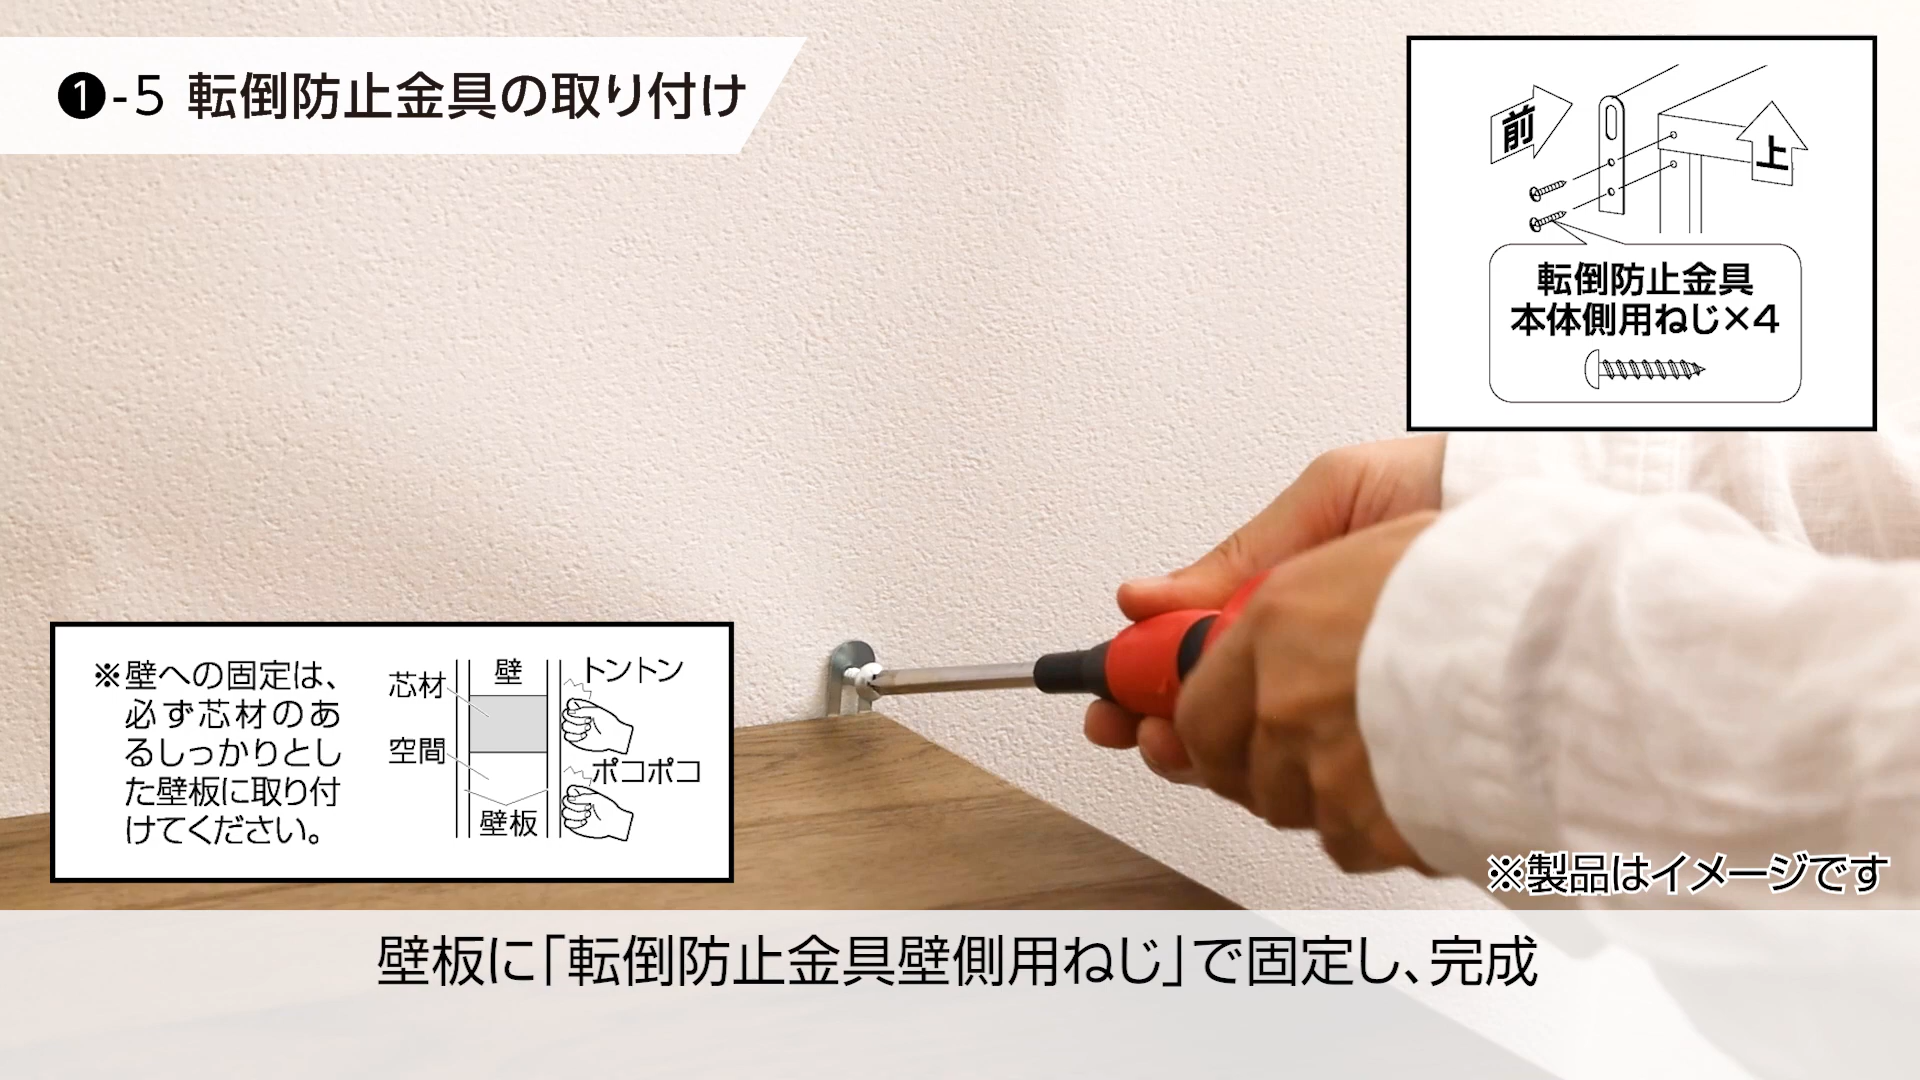 ❶-5 転倒防止金具の取り付け
前
上
転倒防止金具
本体側用ねじ×4
※壁への固定は、
必ず芯材のあ
るしっかりとし
た壁板に取り付
けてください。
芯材
壁
トントン
空間
ポコポコ
壁板
※製品はイメージです
壁板に「転倒防止金具壁側用ねじ」で固定し、完成